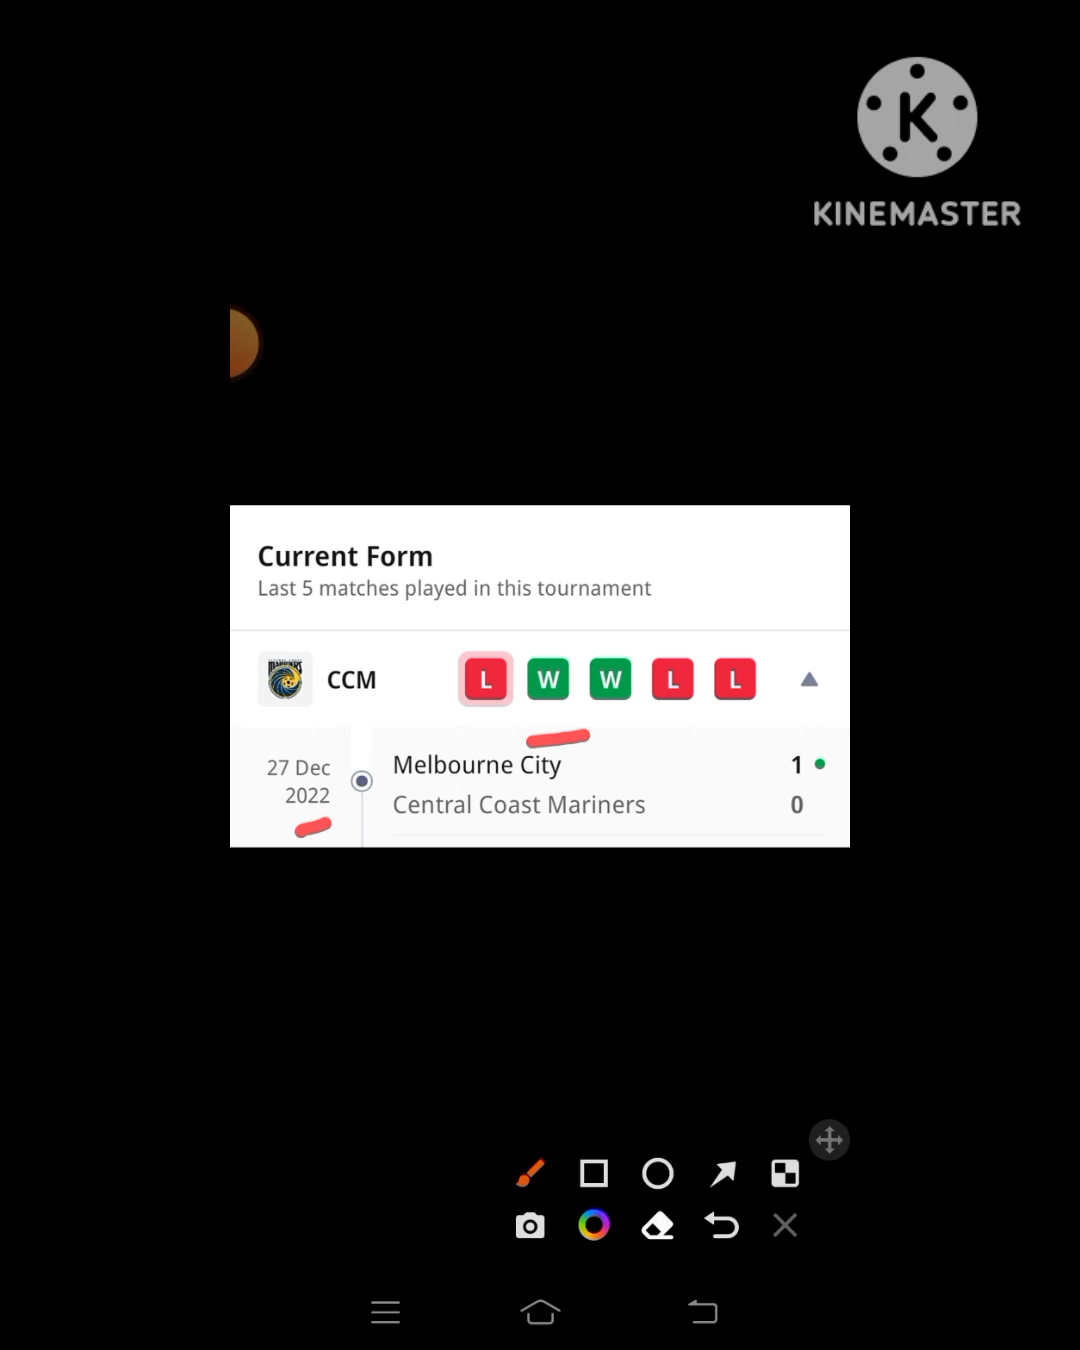 K
KINEMASTER
Current Form
Last 5 matches played in this tournament
MARINERS
CCM L W W L L
27 Dec 2022
Melbourne City 1
Central Coast Mariners 0